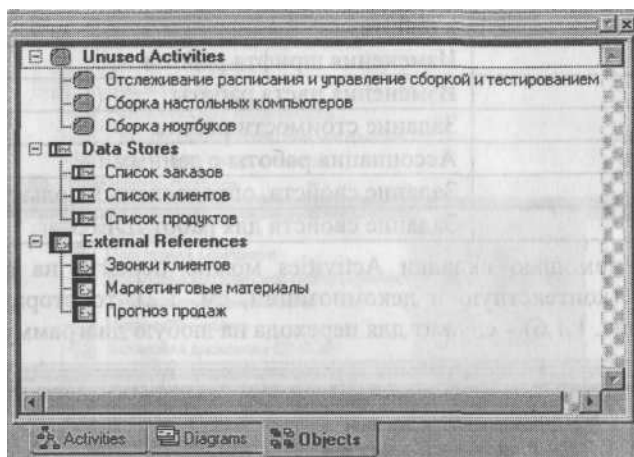 Unused Activities
Отслеживание расписания и управление сборкой и тестированием
Сборка настольных компьютеров
Сборка ноутбуков
Data Stores
Список заказов
Список клиентов
Список продуктов
External References
Звонки клиентов
Маркетинговые материалы
Прогноз продаж
Activities Diagrams Objects